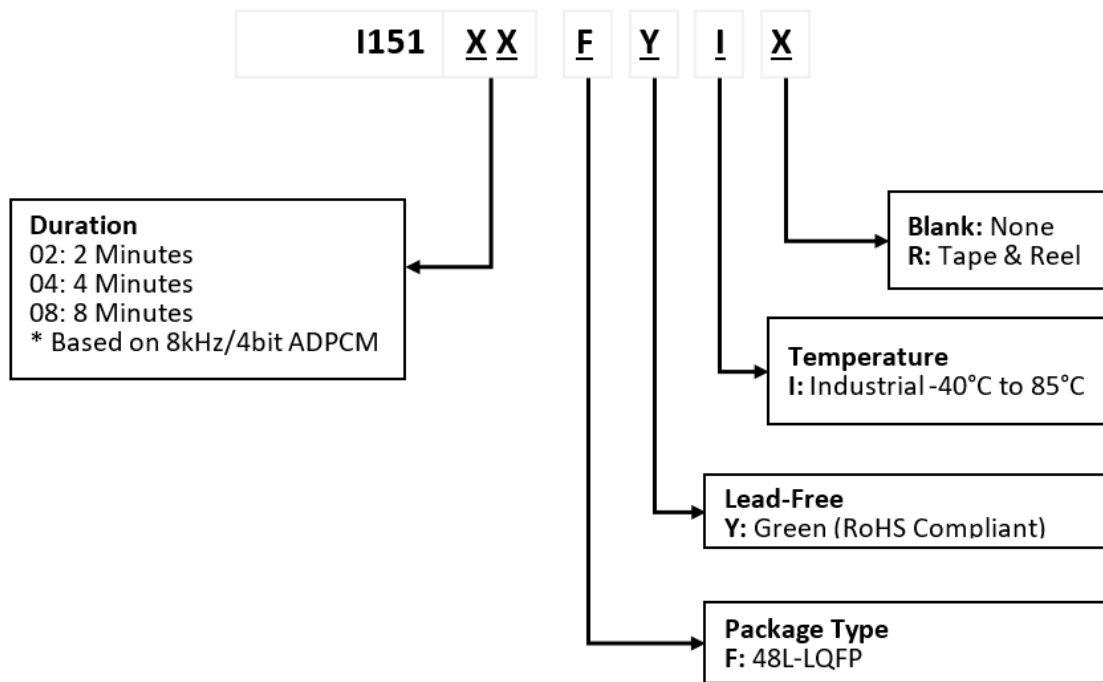 I151 XX F Y I X
Duration
02: 2 Minutes
04: 4 Minutes
08: 8 Minutes
* Based on 8kHz/4bit ADPCM
Blank: None
R: Tape & Reel
Temperature
I: Industrial -40°C to 85°C
Lead-Free
Y: Green (RoHS Compliant)
Package Type
F: 48L-LQFP